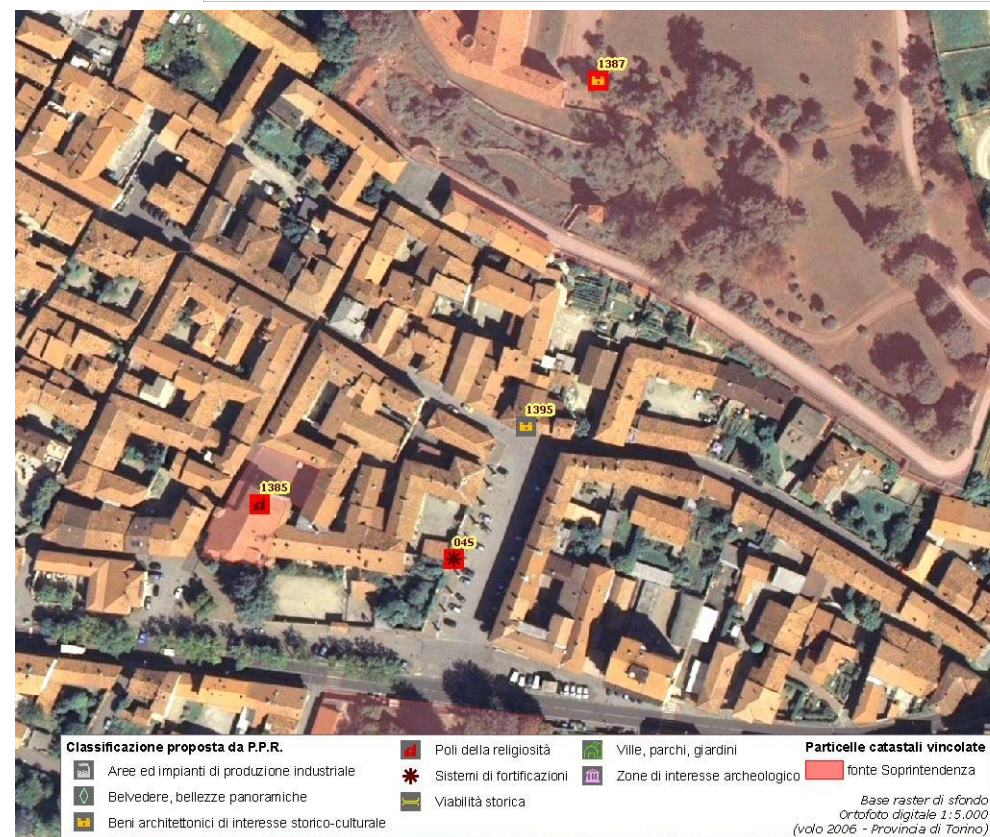 1387
1395
1385
045
Classificazione proposta da P.P.R.
Aree ed impianti di produzione industriale
Belvedere, bellezze panoramiche
Beni architettonici di interesse storico-culturale
Poli della religiosità
Sistemi di fortificazioni
Viabilità storica
Ville, parchi, giardini
Zone di interesse archeologico
Particelle catastali vincolate
fonte Soprintendenza
Base raster di sfondo
Ortofoto digitale 1:5.000
(volo 2006 - Provincia di Torino)